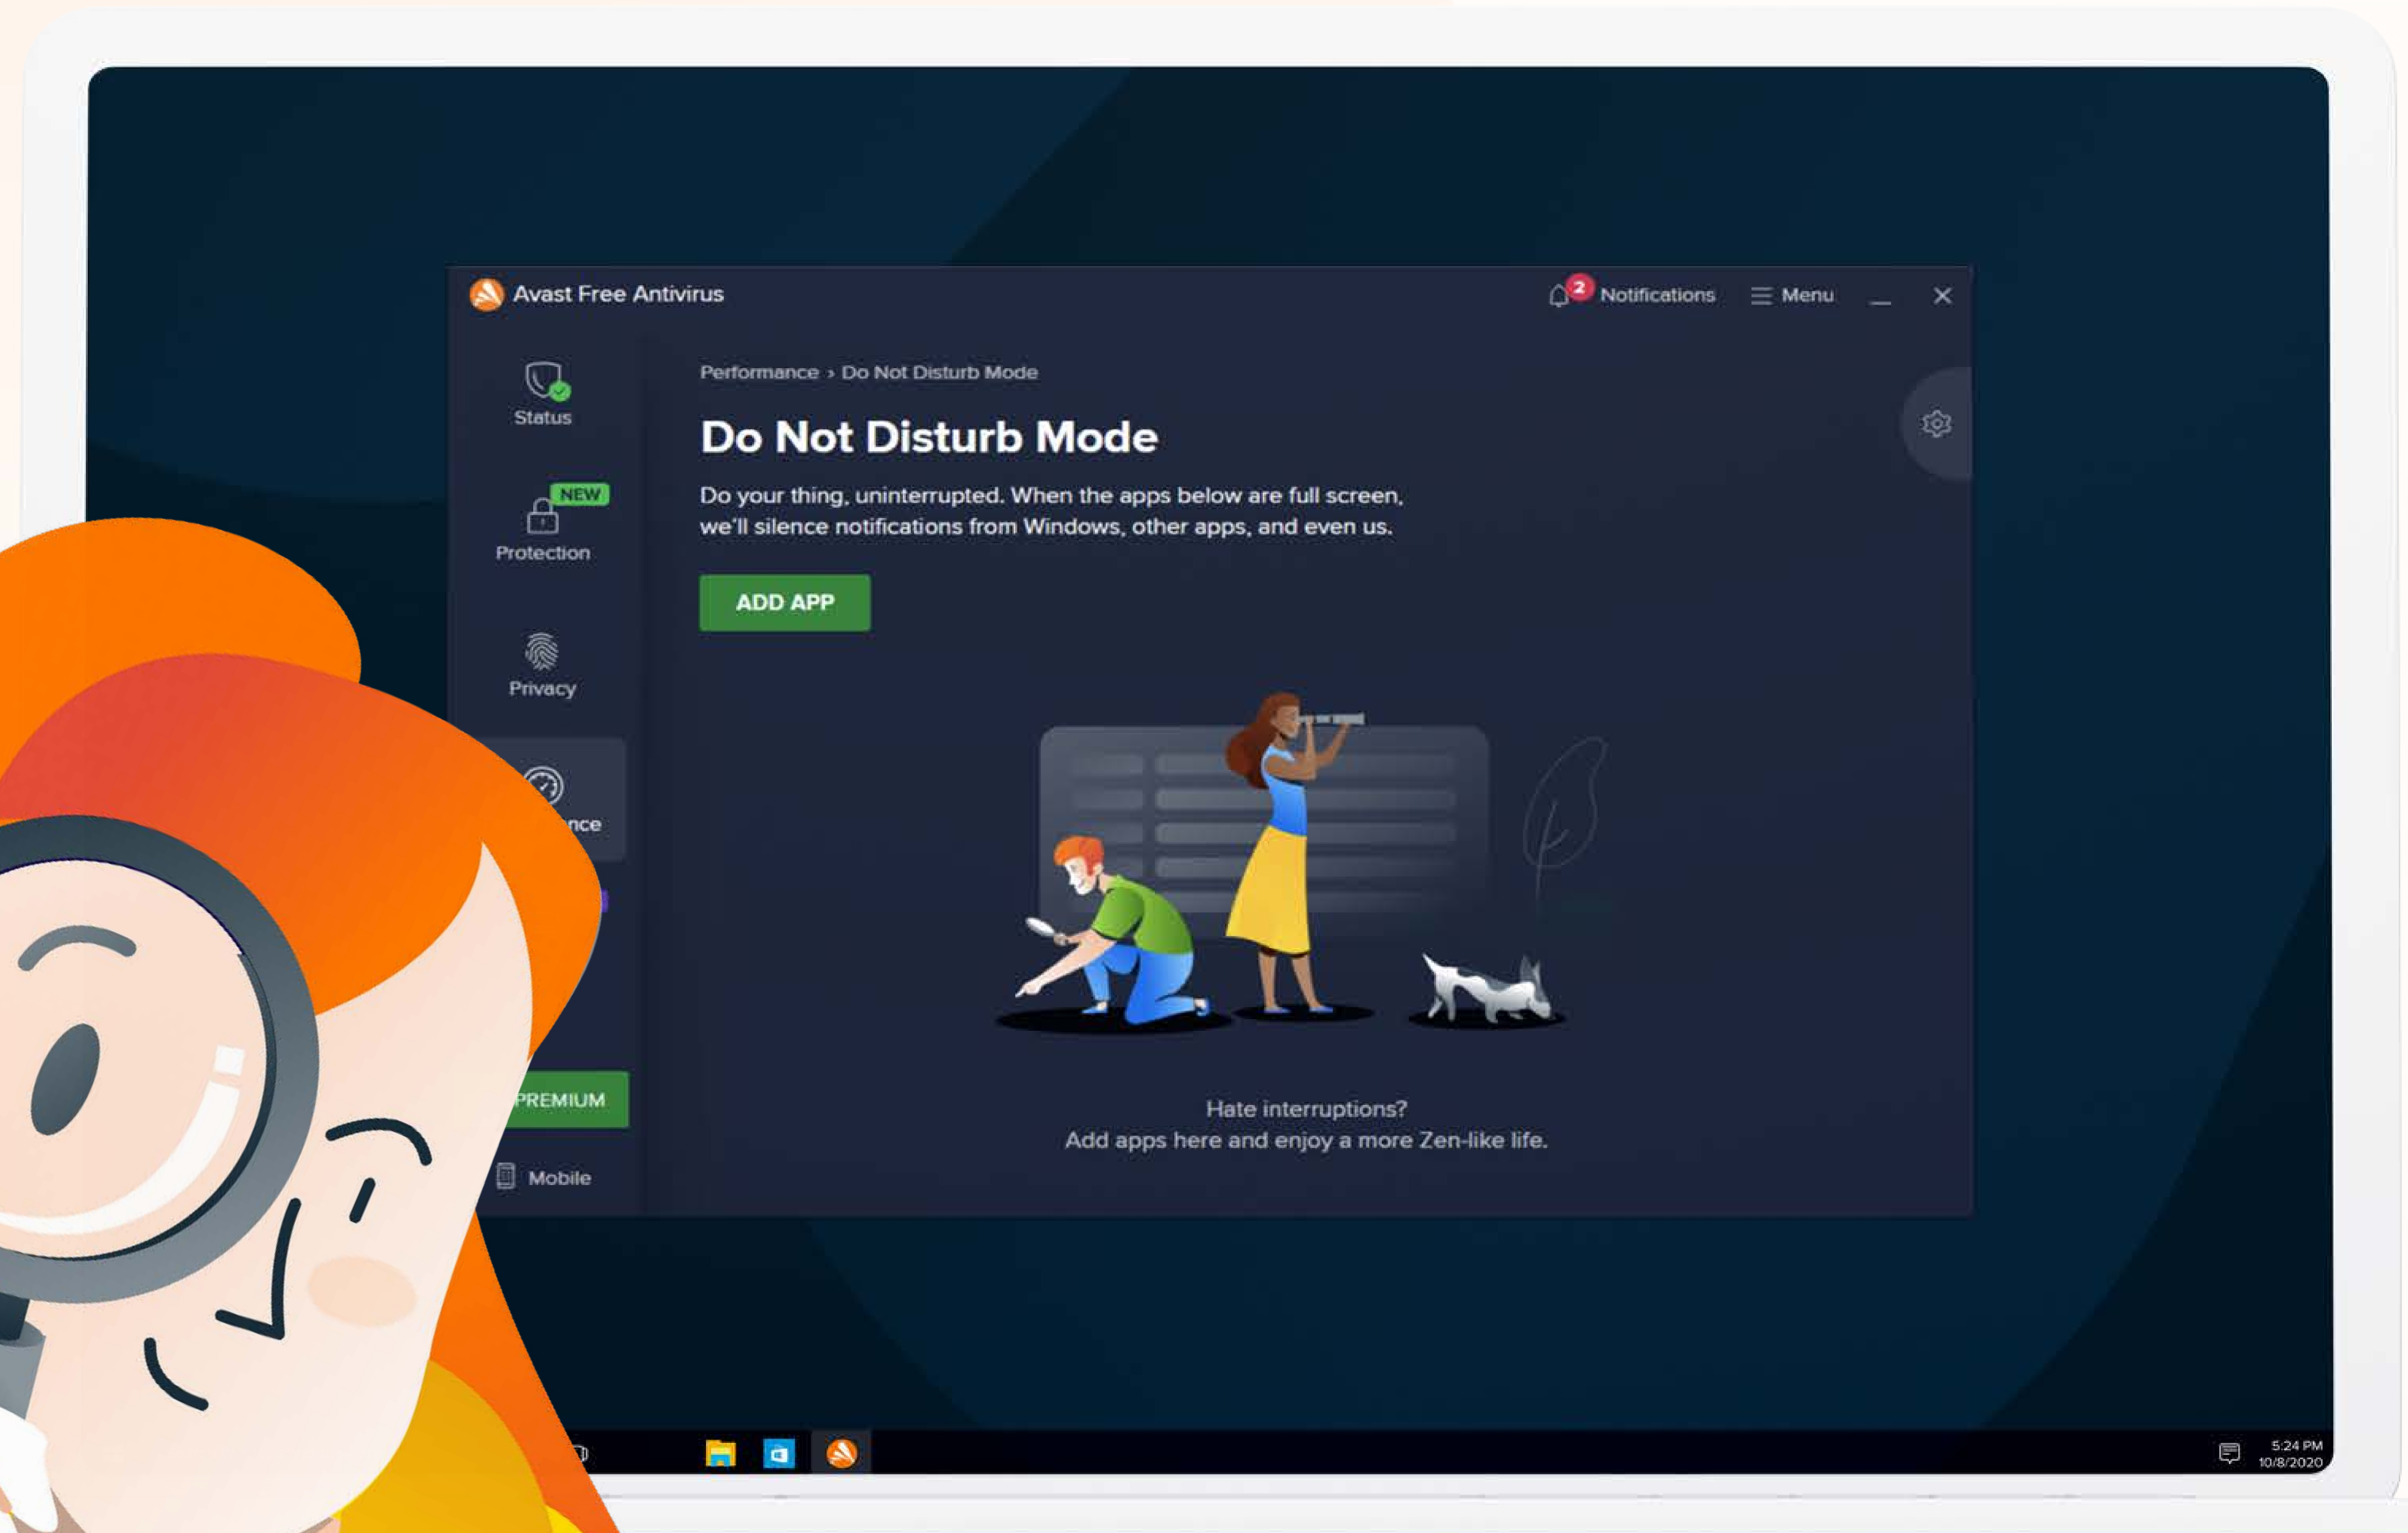 Avast Free Antivirus
2
Notifications
Menu
Status
NEW
Protection
Privacy
nce
PREMIUM
Mobile
Performance › Do Not Disturb Mode
Do Not Disturb Mode
Do your thing, uninterrupted. When the apps below are full screen,
we'll silence notifications from Windows, other apps, and even us.
ADD APP
Hate interruptions?
Add apps here and enjoy a more Zen-like life.
5:24 PM
10/8/2020